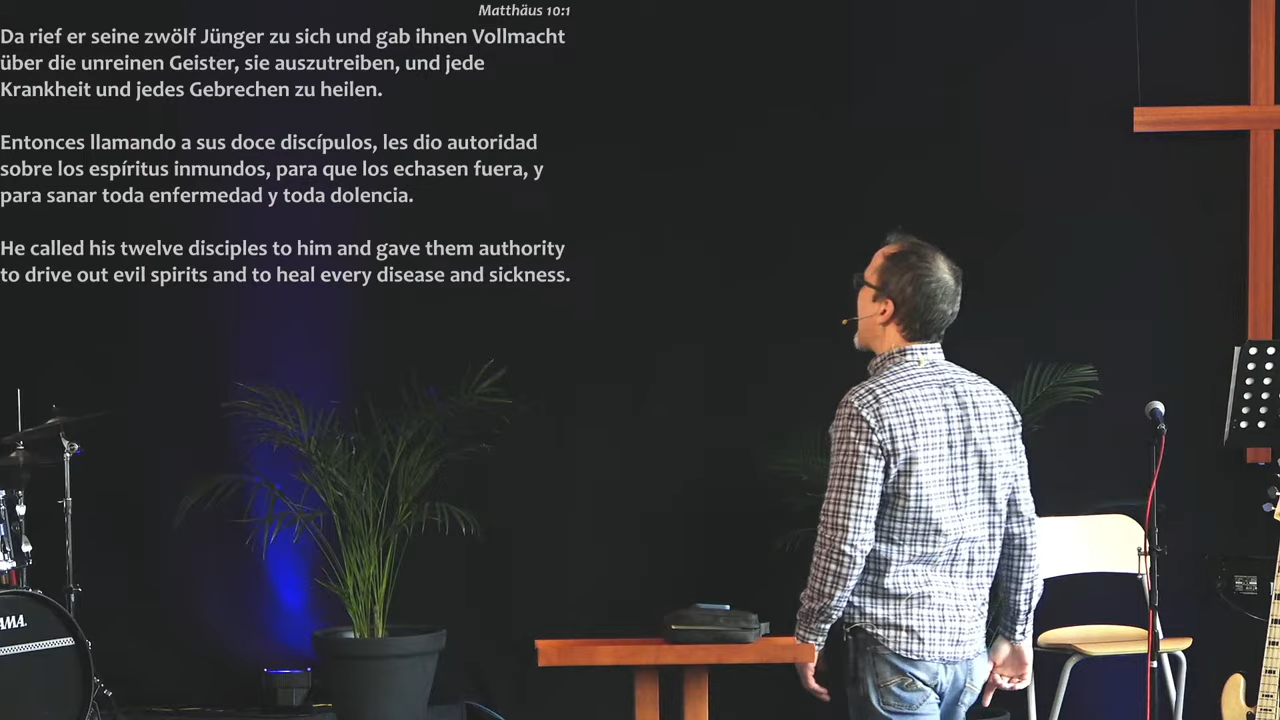 Matthäus 10:1
Da rief er seine zwölf Jünger zu sich und gab ihnen Vollmacht
über die unreinen Geister, sie auszutreiben, und jede
Krankheit und jedes Gebrechen zu heilen.
Entonces llamando a sus doce discípulos, les dio autoridad
sobre los espíritus inmundos, para que los echasen fuera, y
para sanar toda enfermedad y toda dolencia.
He called his twelve disciples to him and gave them authority
to drive out evil spirits and to heal every disease and sickness.
AMA.